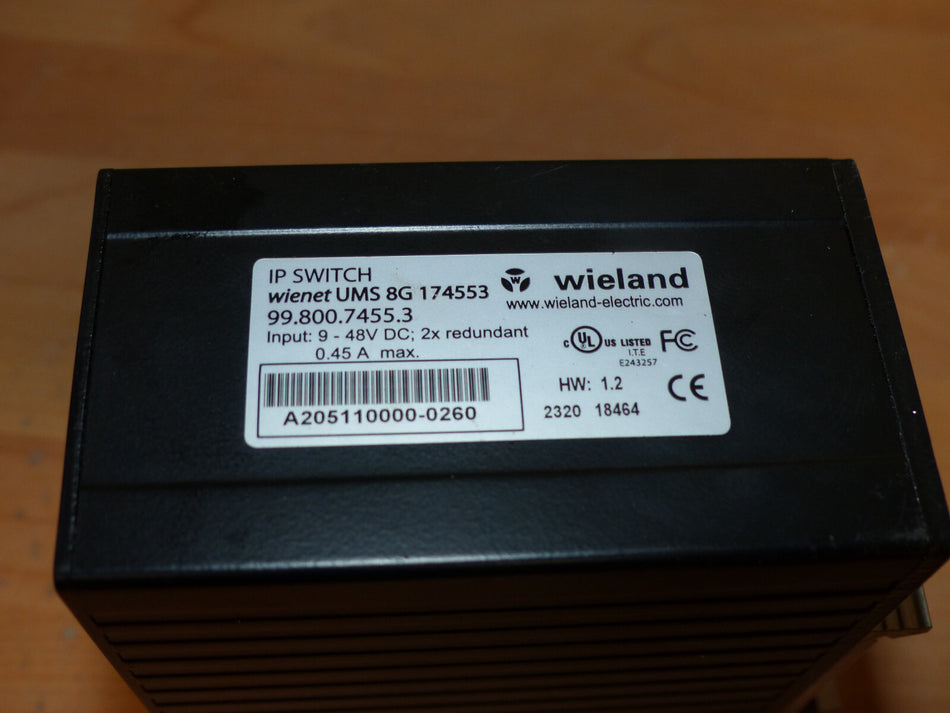 IP SWITCH
wienet UMS 8G 174553
99.800.7455.3
Input: 9 - 48V DC; 2x redundant
0.45 A max.
A205110000-0260
W wieland
www.wieland-electric.com
c UL US LISTED FC
I.T.E
E243257
HW: 1.2 CE
2320 18464